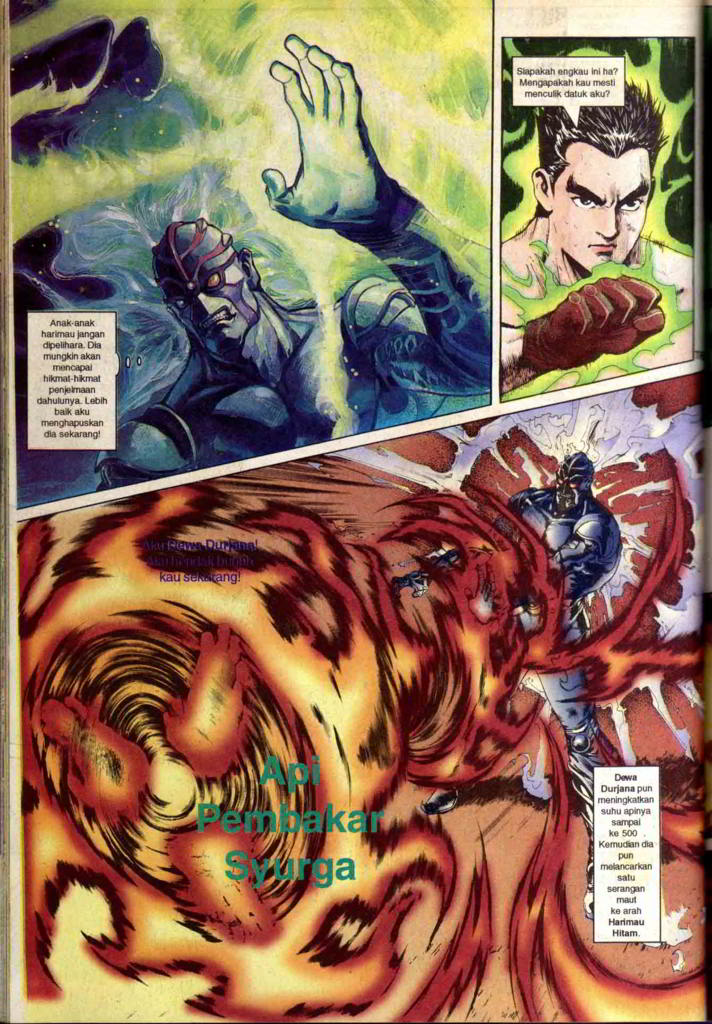 Anak-anak
harimau jangan
dipelihara. Dia
mungkin akan
mencapai
hikmat-hikmat
penjelmaan
dahulunya. Lebih
baik aku
menghapuskan
dia sekarang!
Siapakah engkau ini ha?
Mengapakah kau mesti
menculik datuk aku?
Aku Dewa Durjana!
Aku hendak bunuh
kau sekarang!
Api
Pembakar
Syurga
Dewa
Durjana pun
meningkatkan
suhu apinya
sampai
ke 500 .
Kemudian dia
pun
melancarkan
satu
serangan
maut
ke arah
Harimau
Hitam.